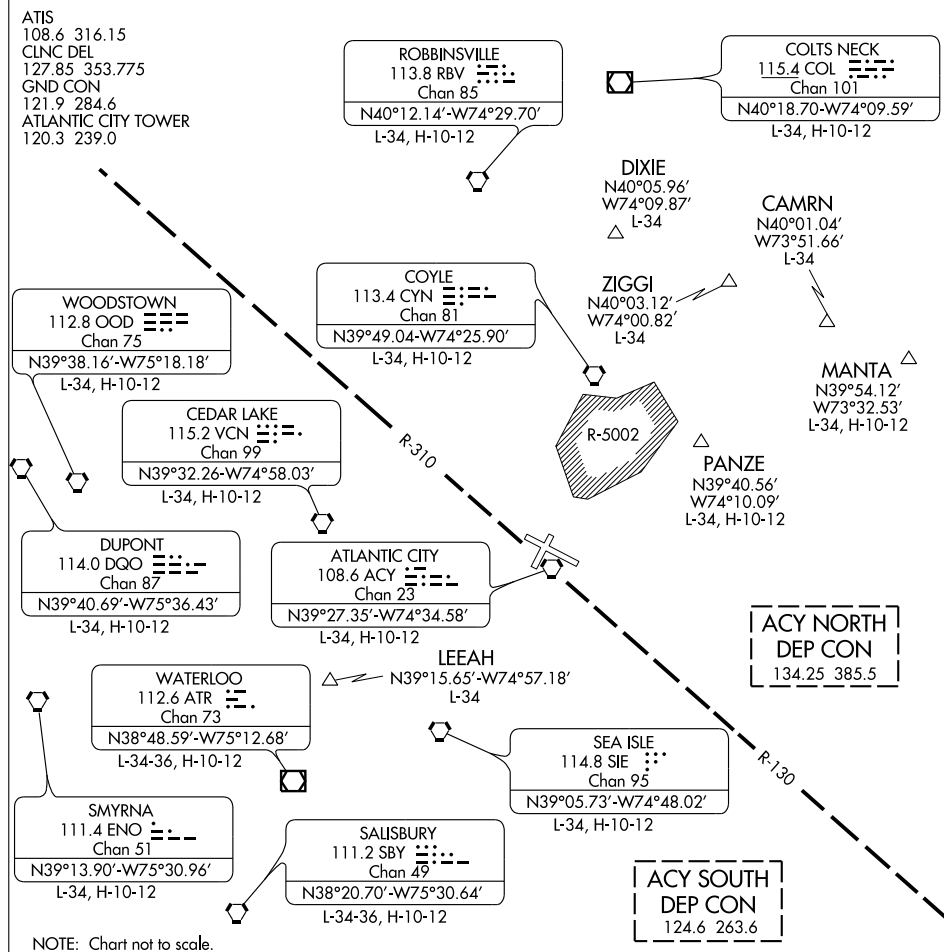 ATIS
108.6 316.15
CLNC DEL
127.85 353.775
GND CON
121.9 284.6
ATLANTIC CITY TOWER
120.3 239.0
ROBBINSVILLE
113.8 RBV
Chan 85
N40°12.14'-W74°29.70'
L-34, H-10-12
COLTS NECK
115.4 COL
Chan 101
N40°18.70-W74°09.59'
L-34, H-10-12
DIXIE
N40°05.96'
W74°09.87'
L-34
CAMRN
N40°01.04'
W73°51.66'
L-34
COYLE
113.4 CYN
Chan 81
N39°49.04-W74°25.90'
L-34, H-10-12
ZIGGI
N40°03.12'
W74°00.82'
L-34
WOODSTOWN
112.8 OOD
Chan 75
N39°38.16'-W75°18.18'
L-34, H-10-12
MANTA
N39°54.12'
W73°32.53'
L-34, H-10-12
CEDAR LAKE
115.2 VCN
Chan 99
N39°32.26-W74°58.03'
L-34, H-10-12
R-310
R-5002
PANZE
N39°40.56'
W74°10.09'
L-34, H-10-12
DUPONT
114.0 DQO
Chan 87
N39°40.69'-W75°36.43'
L-34, H-10-12
ATLANTIC CITY
108.6 ACY
Chan 23
N39°27.35'-W74°34.58'
L-34, H-10-12
ACY NORTH
DEP CON
134.25 385.5
LEEAH
N39°15.65'-W74°57.18'
L-34
WATERLOO
112.6 ATR
Chan 73
N38°48.59'-W75°12.68'
L-34-36, H-10-12
SEA ISLE
114.8 SIE
Chan 95
N39°05.73'-W74°48.02'
L-34, H-10-12
R-130
SMYRNA
111.4 ENO
Chan 51
N39°13.90'-W75°30.96'
L-34, H-10-12
SALISBURY
111.2 SBY
Chan 49
N38°20.70'-W75°30.64'
L-34-36, H-10-12
ACY SOUTH
DEP CON
124.6 263.6
NOTE: Chart not to scale.